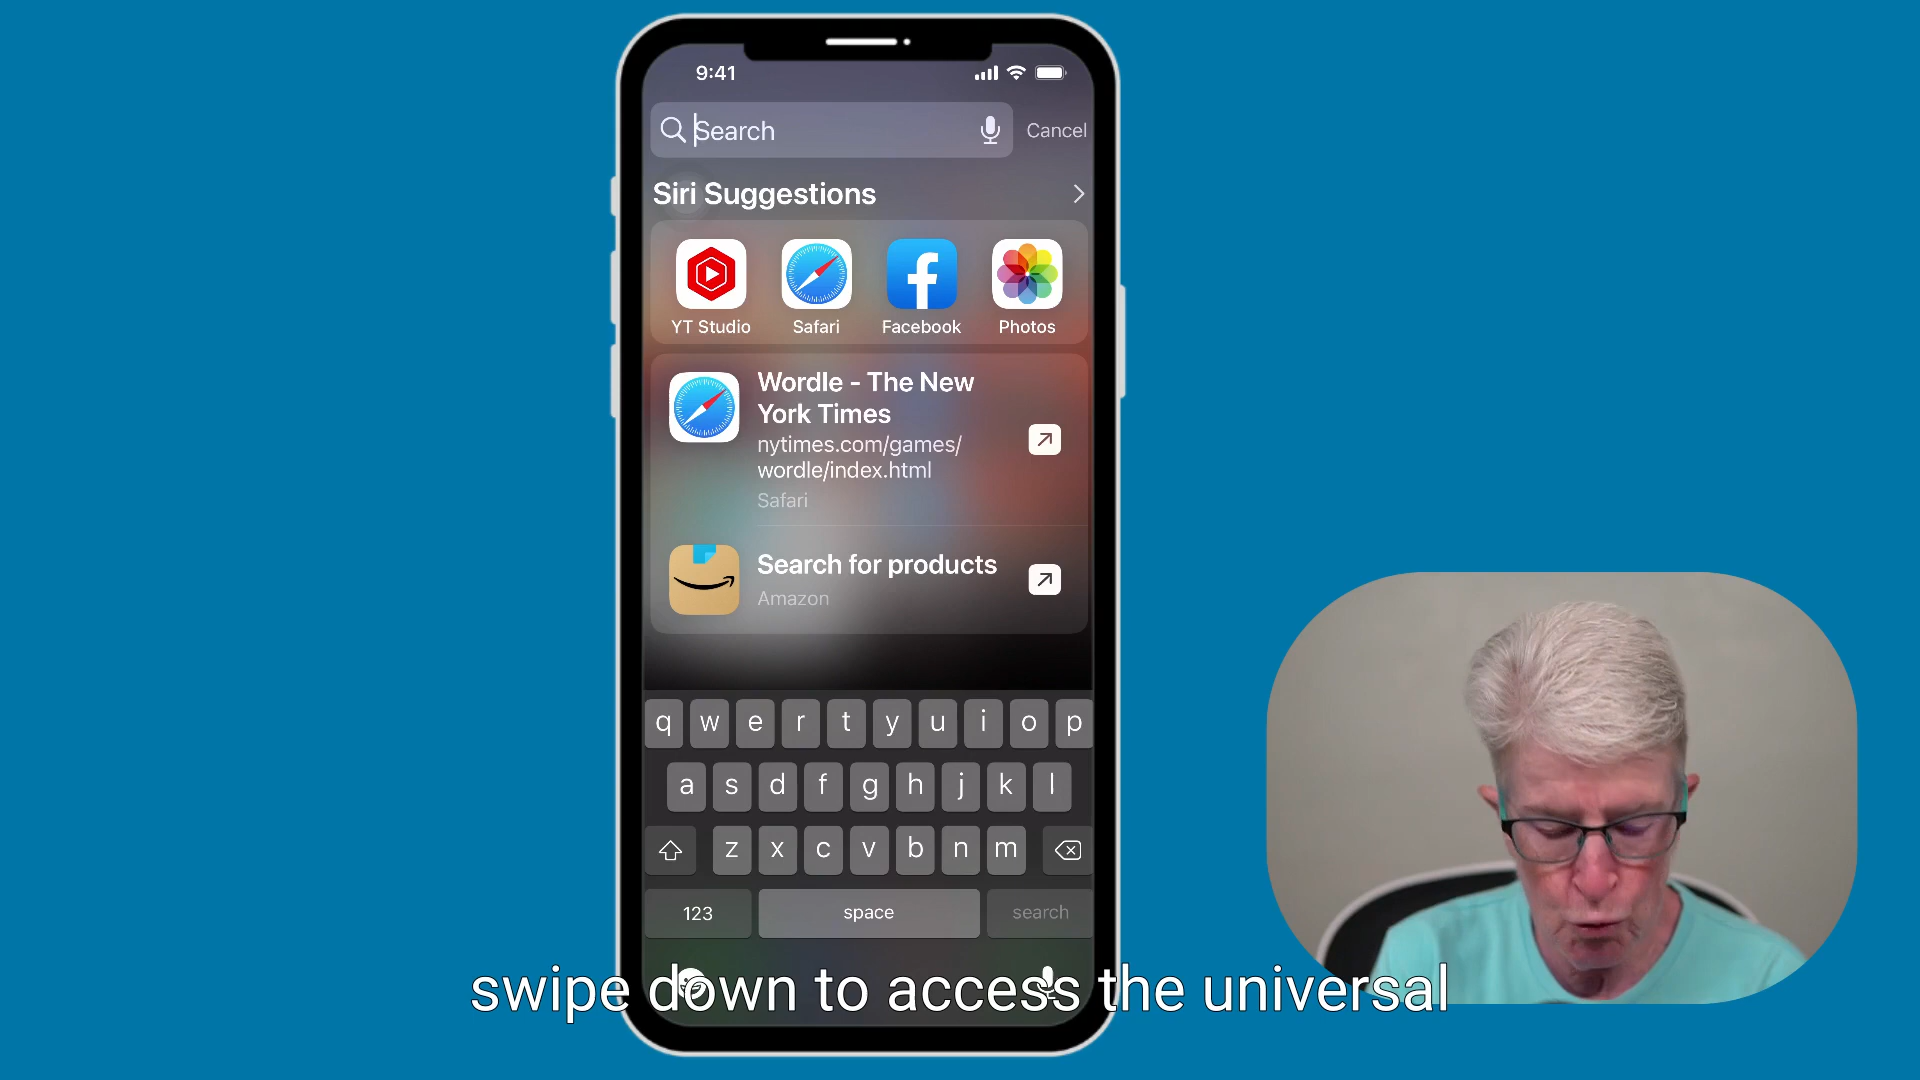 9:41
Search
Cancel
Siri Suggestions
YT Studio
Safari
Facebook
Photos
Wordle - The New
York Times
nytimes.com/games/
wordle/index.html
Safari
Search for products
Amazon
q w e r t y u i o p
a s d f g h j k l
z x c v b n m
123
space
search
swipe down to access the universal